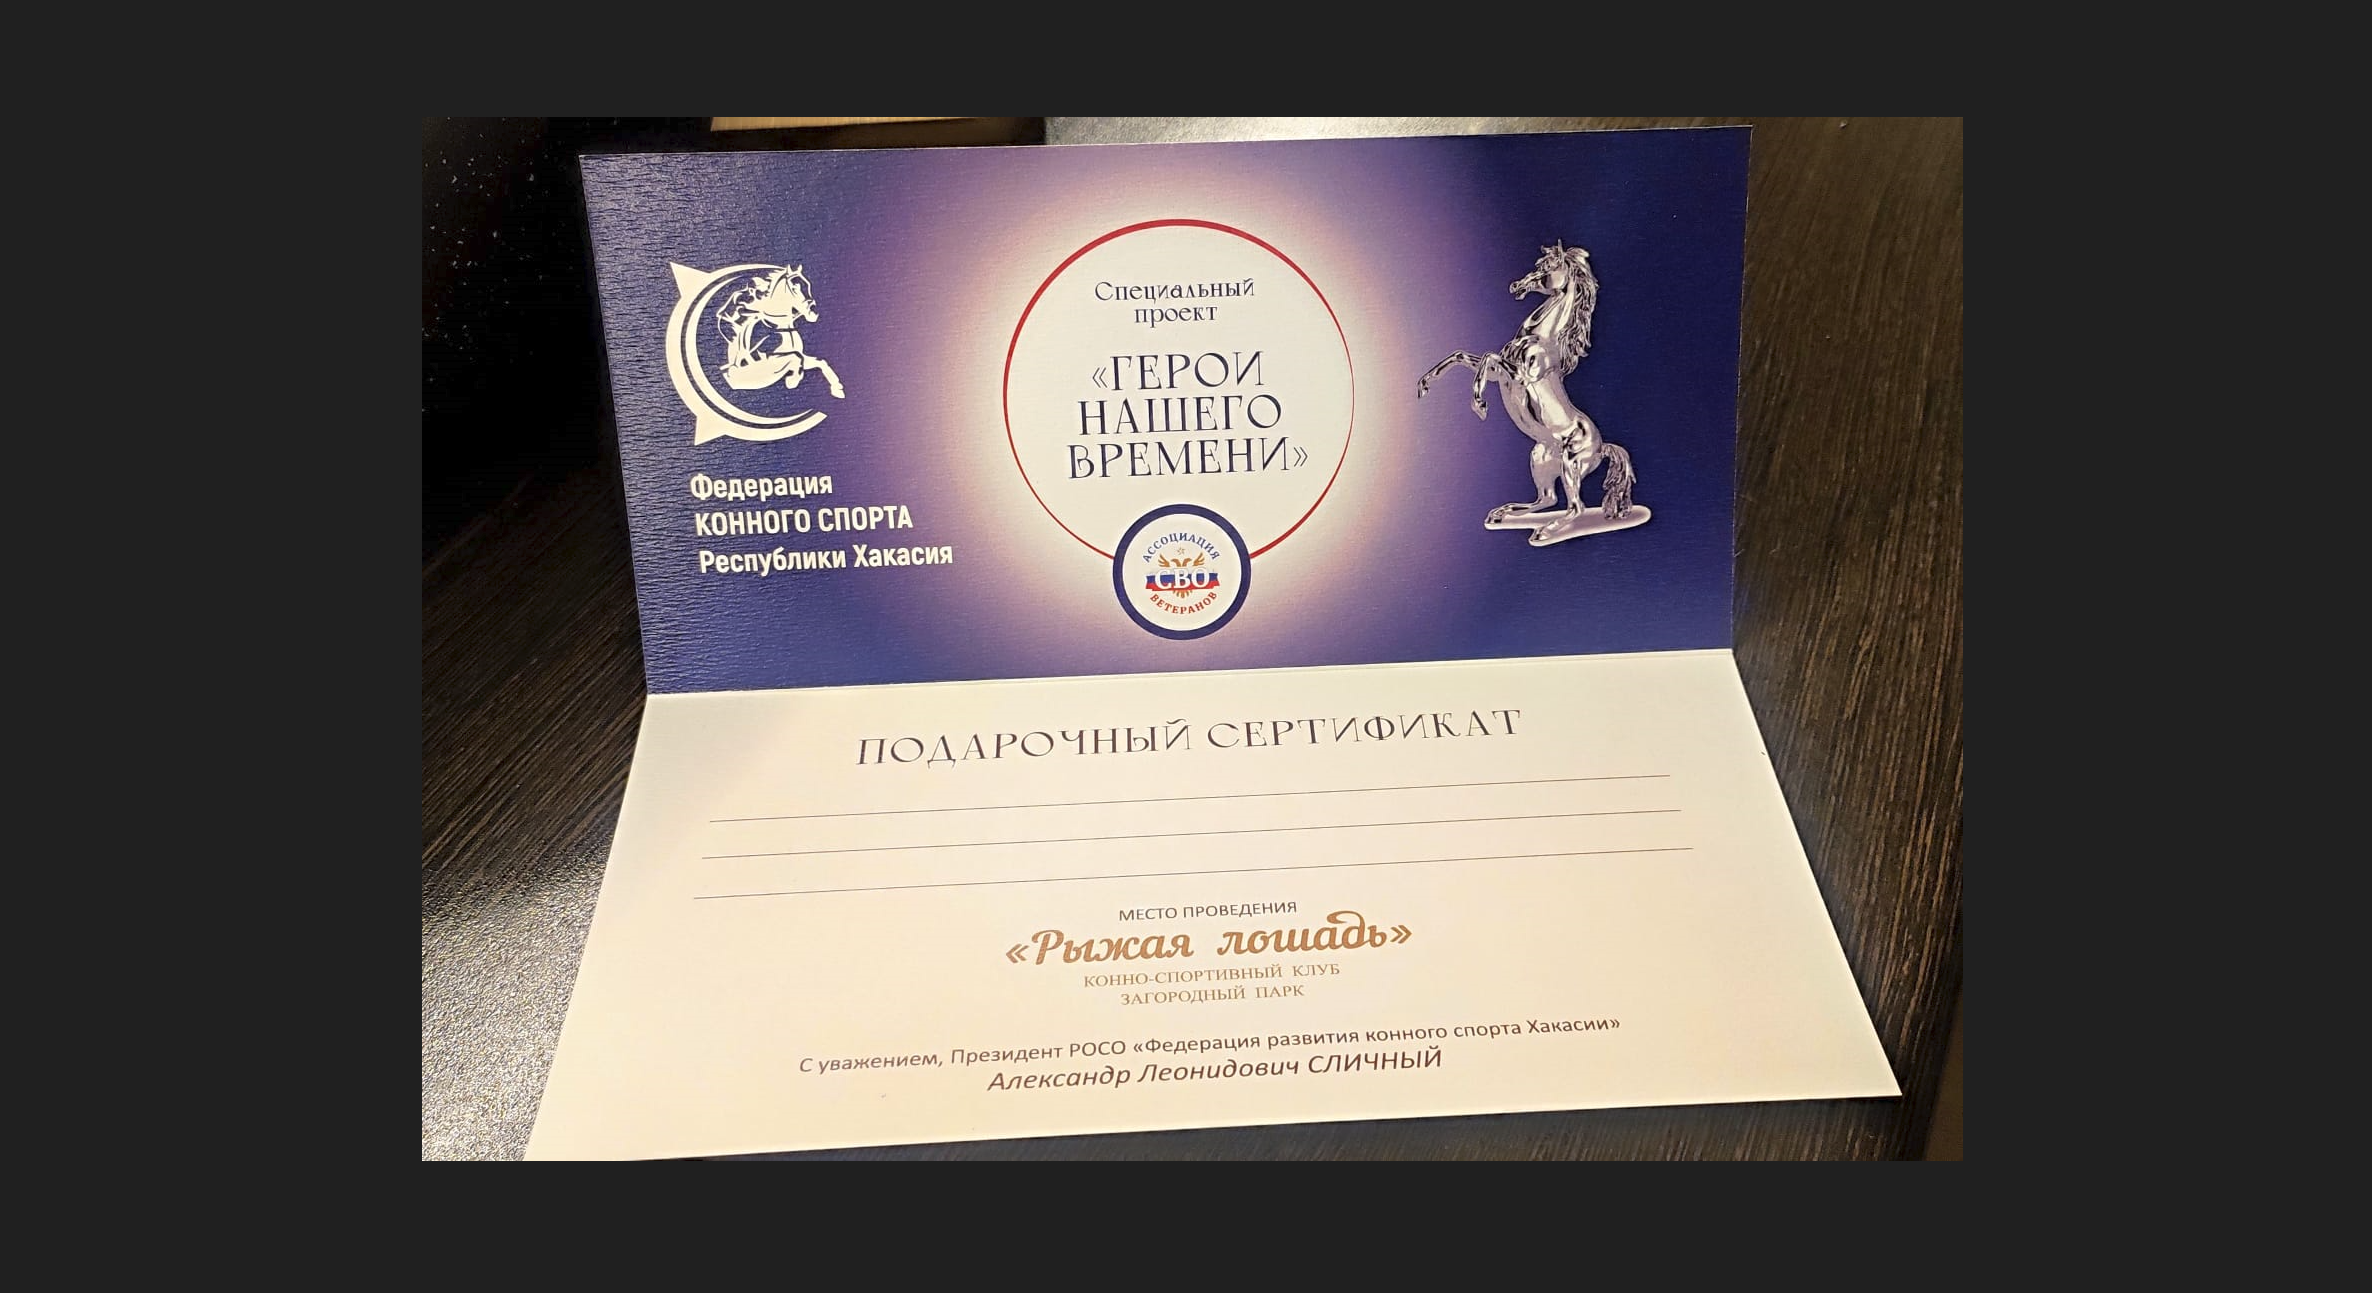 Федерация
КОННОГО СПОРТА
Республики Хакасия
Специальный
проект
«ГЕРОИ
НАШЕГО
ВРЕМЕНИ»
АССОЦИАЦИЯ
СВО
ВЕТЕРАНОВ
ПОДАРОЧНЫЙ СЕРТИФИКАТ
МЕСТО ПРОВЕДЕНИЯ
«Рыжая лошадь»
КОННО-СПОРТИВНЫЙ КЛУБ
ЗАГОРОДНЫЙ ПАРК
С уважением, Президент РОСО «Федерация развития конного спорта Хакасии»
Александр Леонидович СЛИЧНЫЙ